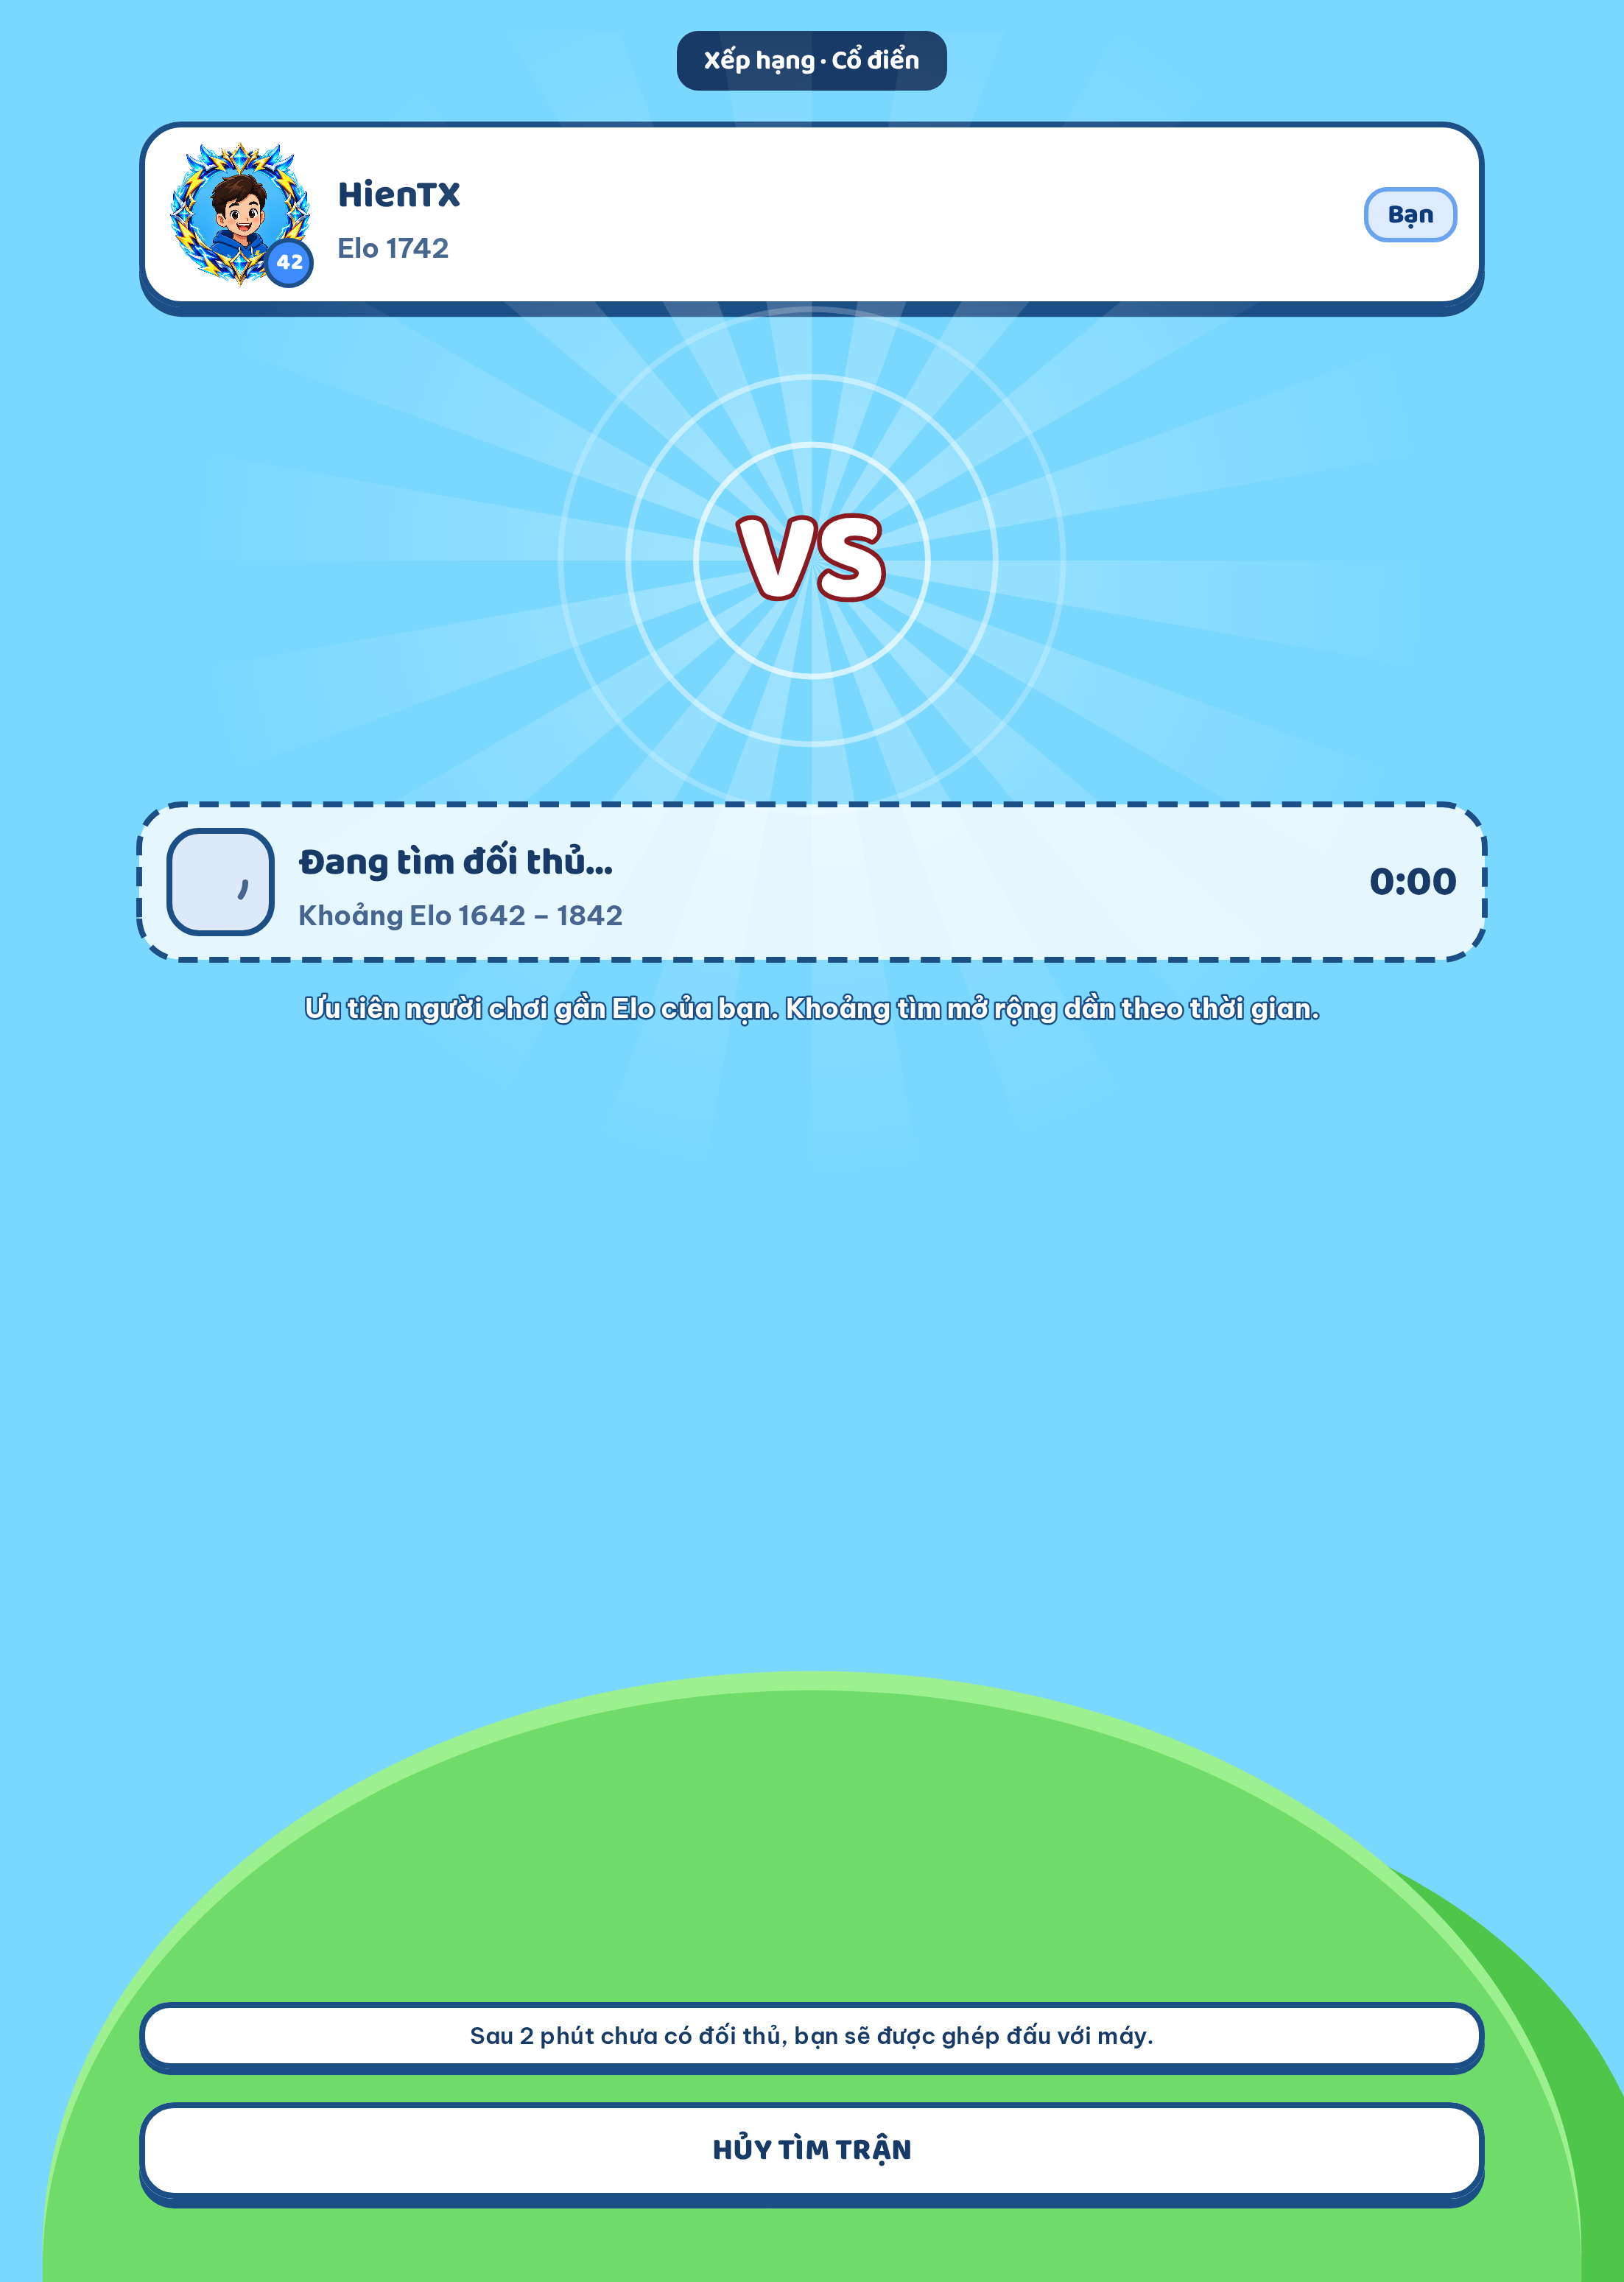 Xếp hạng · Cổ điển
HienTX
Elo 1742
42
Bạn
VS
Đang tìm đối thủ...
Khoảng Elo 1642 – 1842
0:00
Ưu tiên người chơi gần Elo của bạn. Khoảng tìm mở rộng dần theo thời gian.
Sau 2 phút chưa có đối thủ, bạn sẽ được ghép đấu với máy.
HỦY TÌM TRẬN